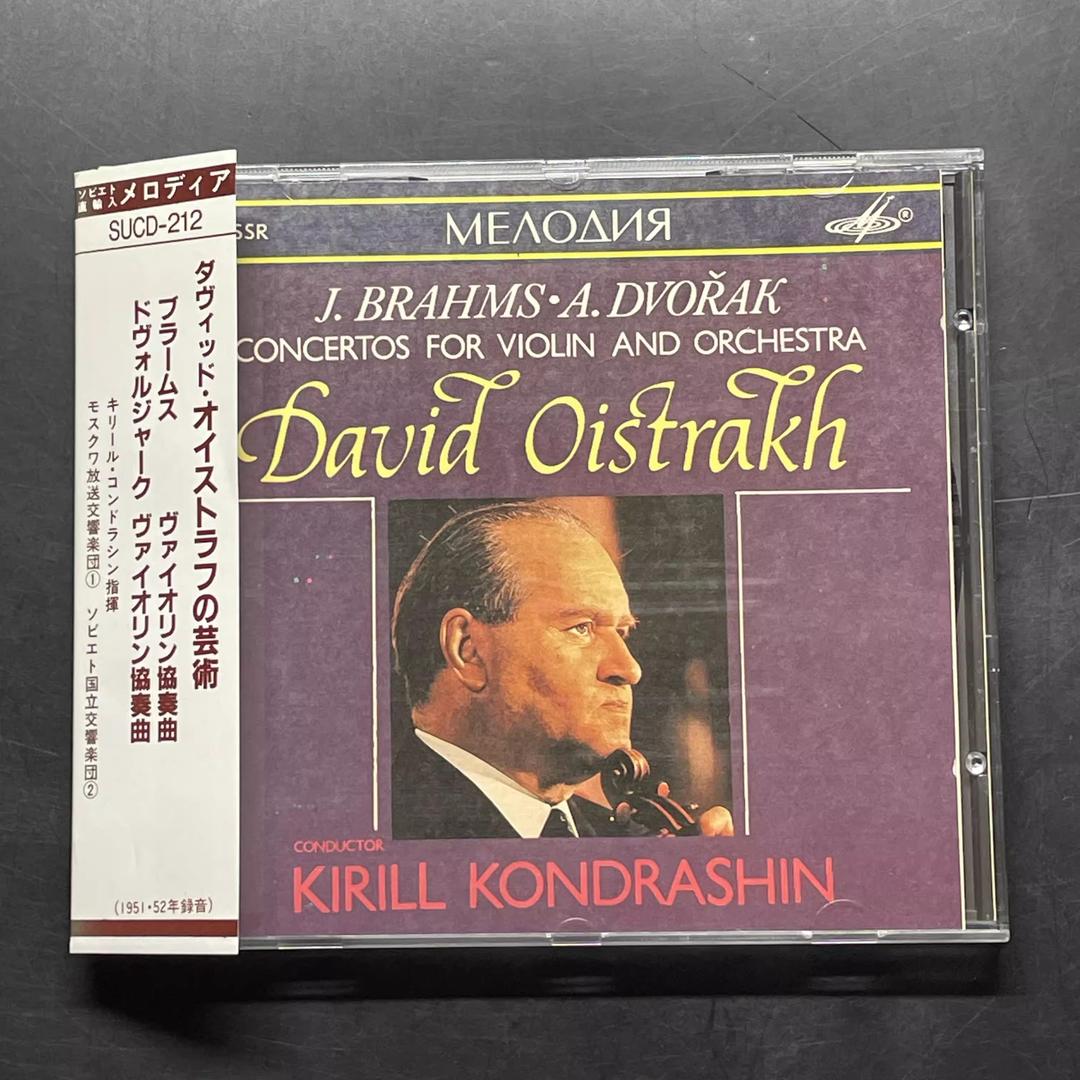 ソビエト
直輸入
メロディア
SUCD-212
ダヴィッド・オイストラフの芸術
ブラームス ヴァイオリン協奏曲
ドヴォルジャーク ヴァイオリン協奏曲
キリール・コンドラシン指揮
モスクワ放送交響楽団① ソビエト国立交響楽団②
(1951・52年録音)
SSR
МЕЛОДИЯ
®
J. BRAHMS • A. DVOŘAK
CONCERTOS FOR VIOLIN AND ORCHESTRA
David Oistrakh
CONDUCTOR
KIRILL KONDRASHIN